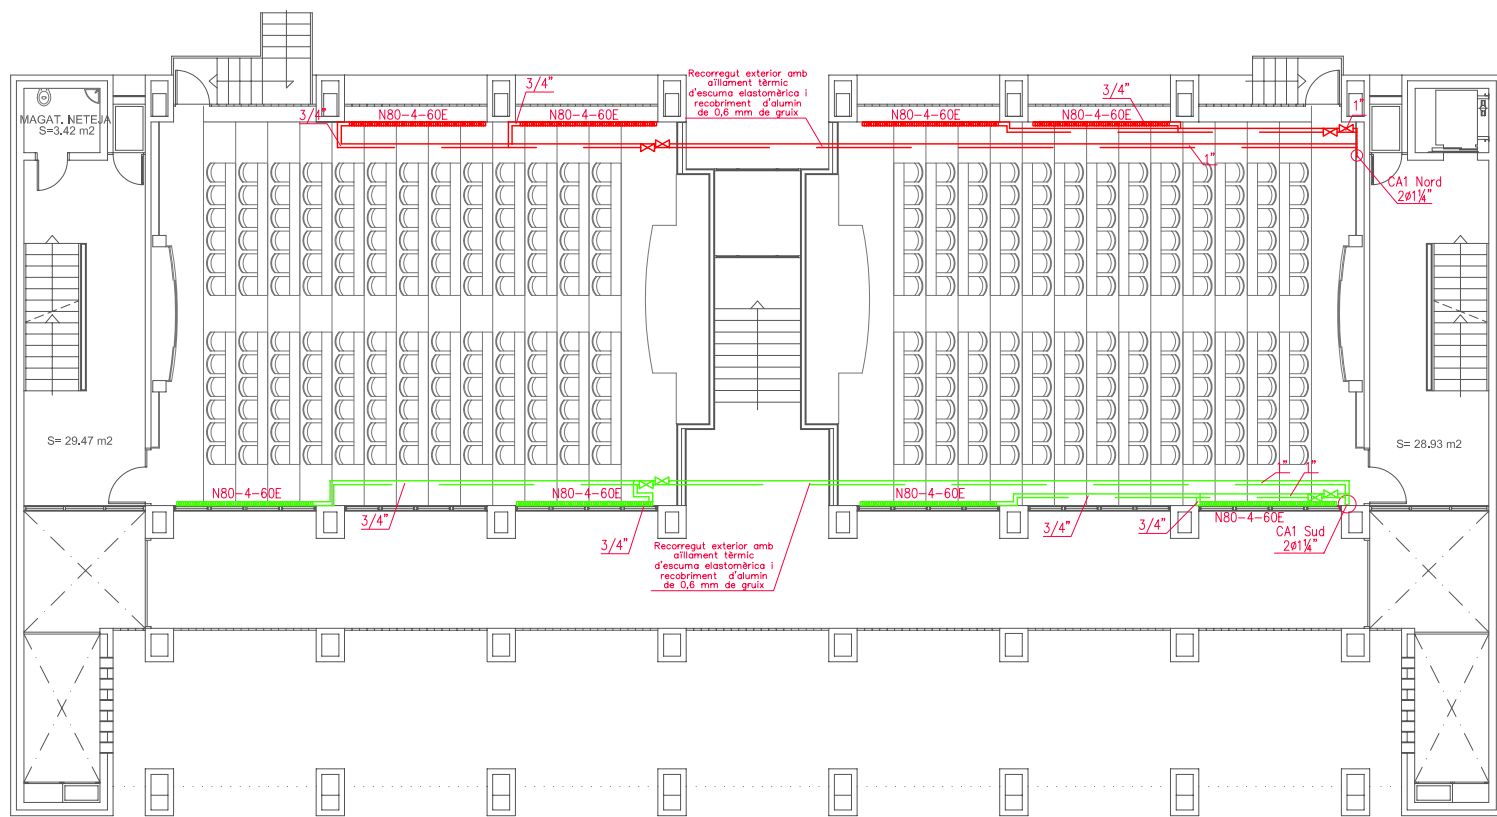 Recorregut exterior amb
aïllament tèrmic
d'escuma elastomèrica i
recobriment d'alumin
de 0,6 mm de gruix
3/4"
3/4"
3/4"
1"
MAGAT. NETEJA
S=3.42 m2
N80-4-60E
N80-4-60E
N80-4-60E
N80-4-60E
1"
CA1 Nord
2ø1¼"
S= 29.47 m2
S= 28.93 m2
1"
1"
N80-4-60E
N80-4-60E
N80-4-60E
N80-4-60E
3/4"
3/4"
3/4"
3/4"
CA1 Sud
2ø1¼"
Recorregut exterior amb
aïllament tèrmic
d'escuma elastomèrica i
recobriment d'alumin
de 0,6 mm de gruix